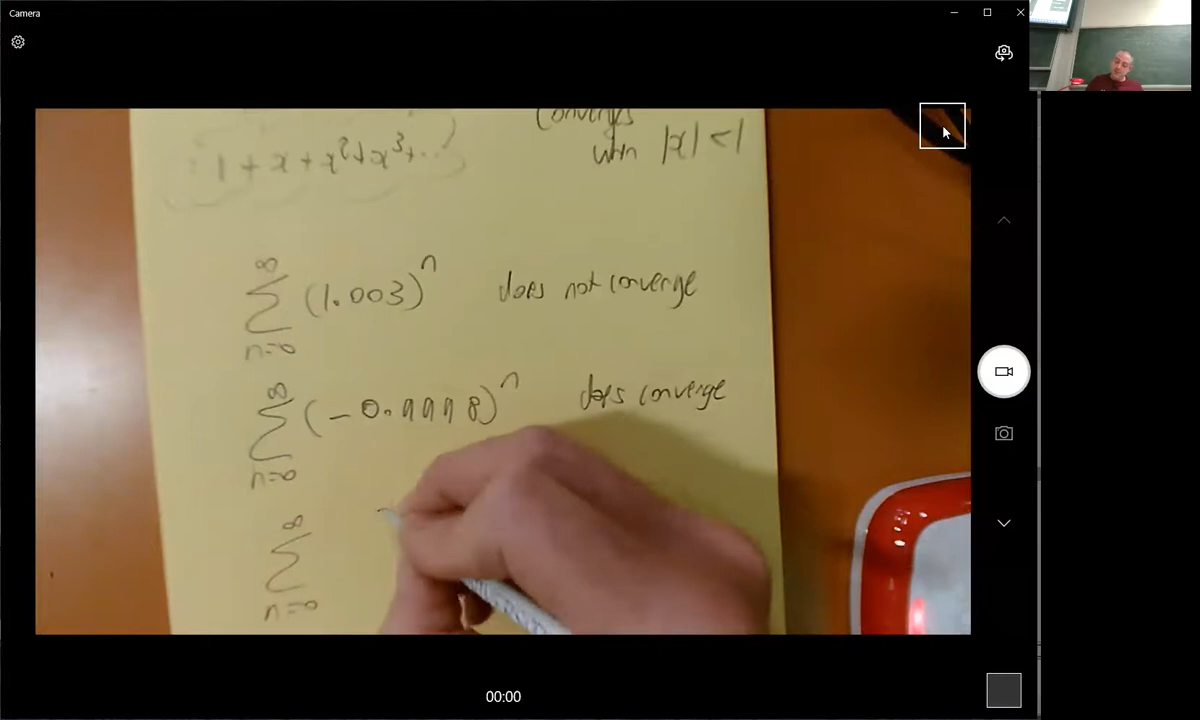 Camera
Converges
1 + x + x² + x³ + ... when |x| < 1
∞
∑ (1.003)ⁿ does not converge
n=0
∞
∑ (-0.9998)ⁿ does converge
n=0
∞
∑
n=0
00:00